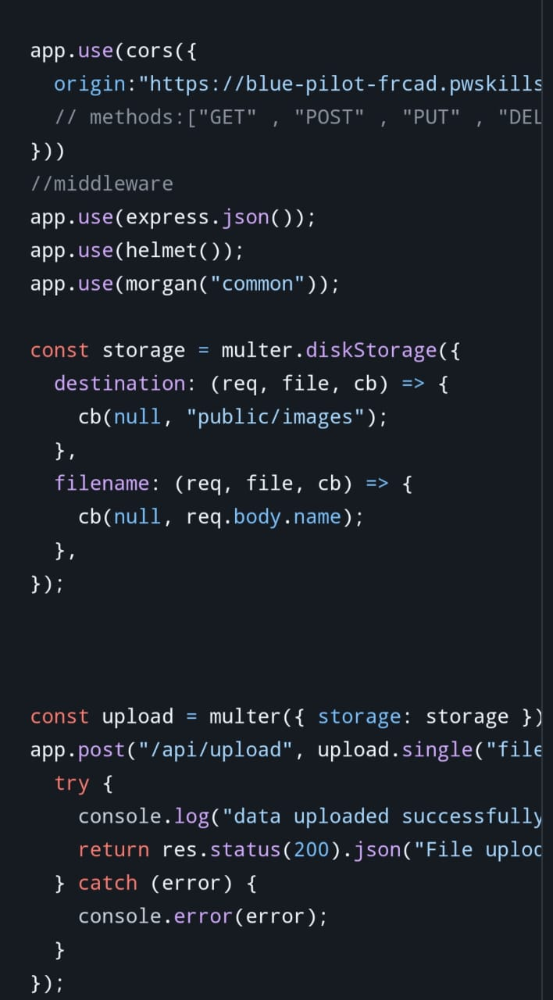 app.use(cors({
  origin:"https://blue-pilot-frcad.pwskills
  // methods:["GET" , "POST" , "PUT" , "DEL
}))
//middleware
app.use(express.json());
app.use(helmet());
app.use(morgan("common"));

const storage = multer.diskStorage({
  destination: (req, file, cb) => {
    cb(null, "public/images");
  },
  filename: (req, file, cb) => {
    cb(null, req.body.name);
  },
});

const upload = multer({ storage: storage })
app.post("/api/upload", upload.single("file
  try {
    console.log("data uploaded successfully
    return res.status(200).json("File uploc
  } catch (error) {
    console.error(error);
  }
});